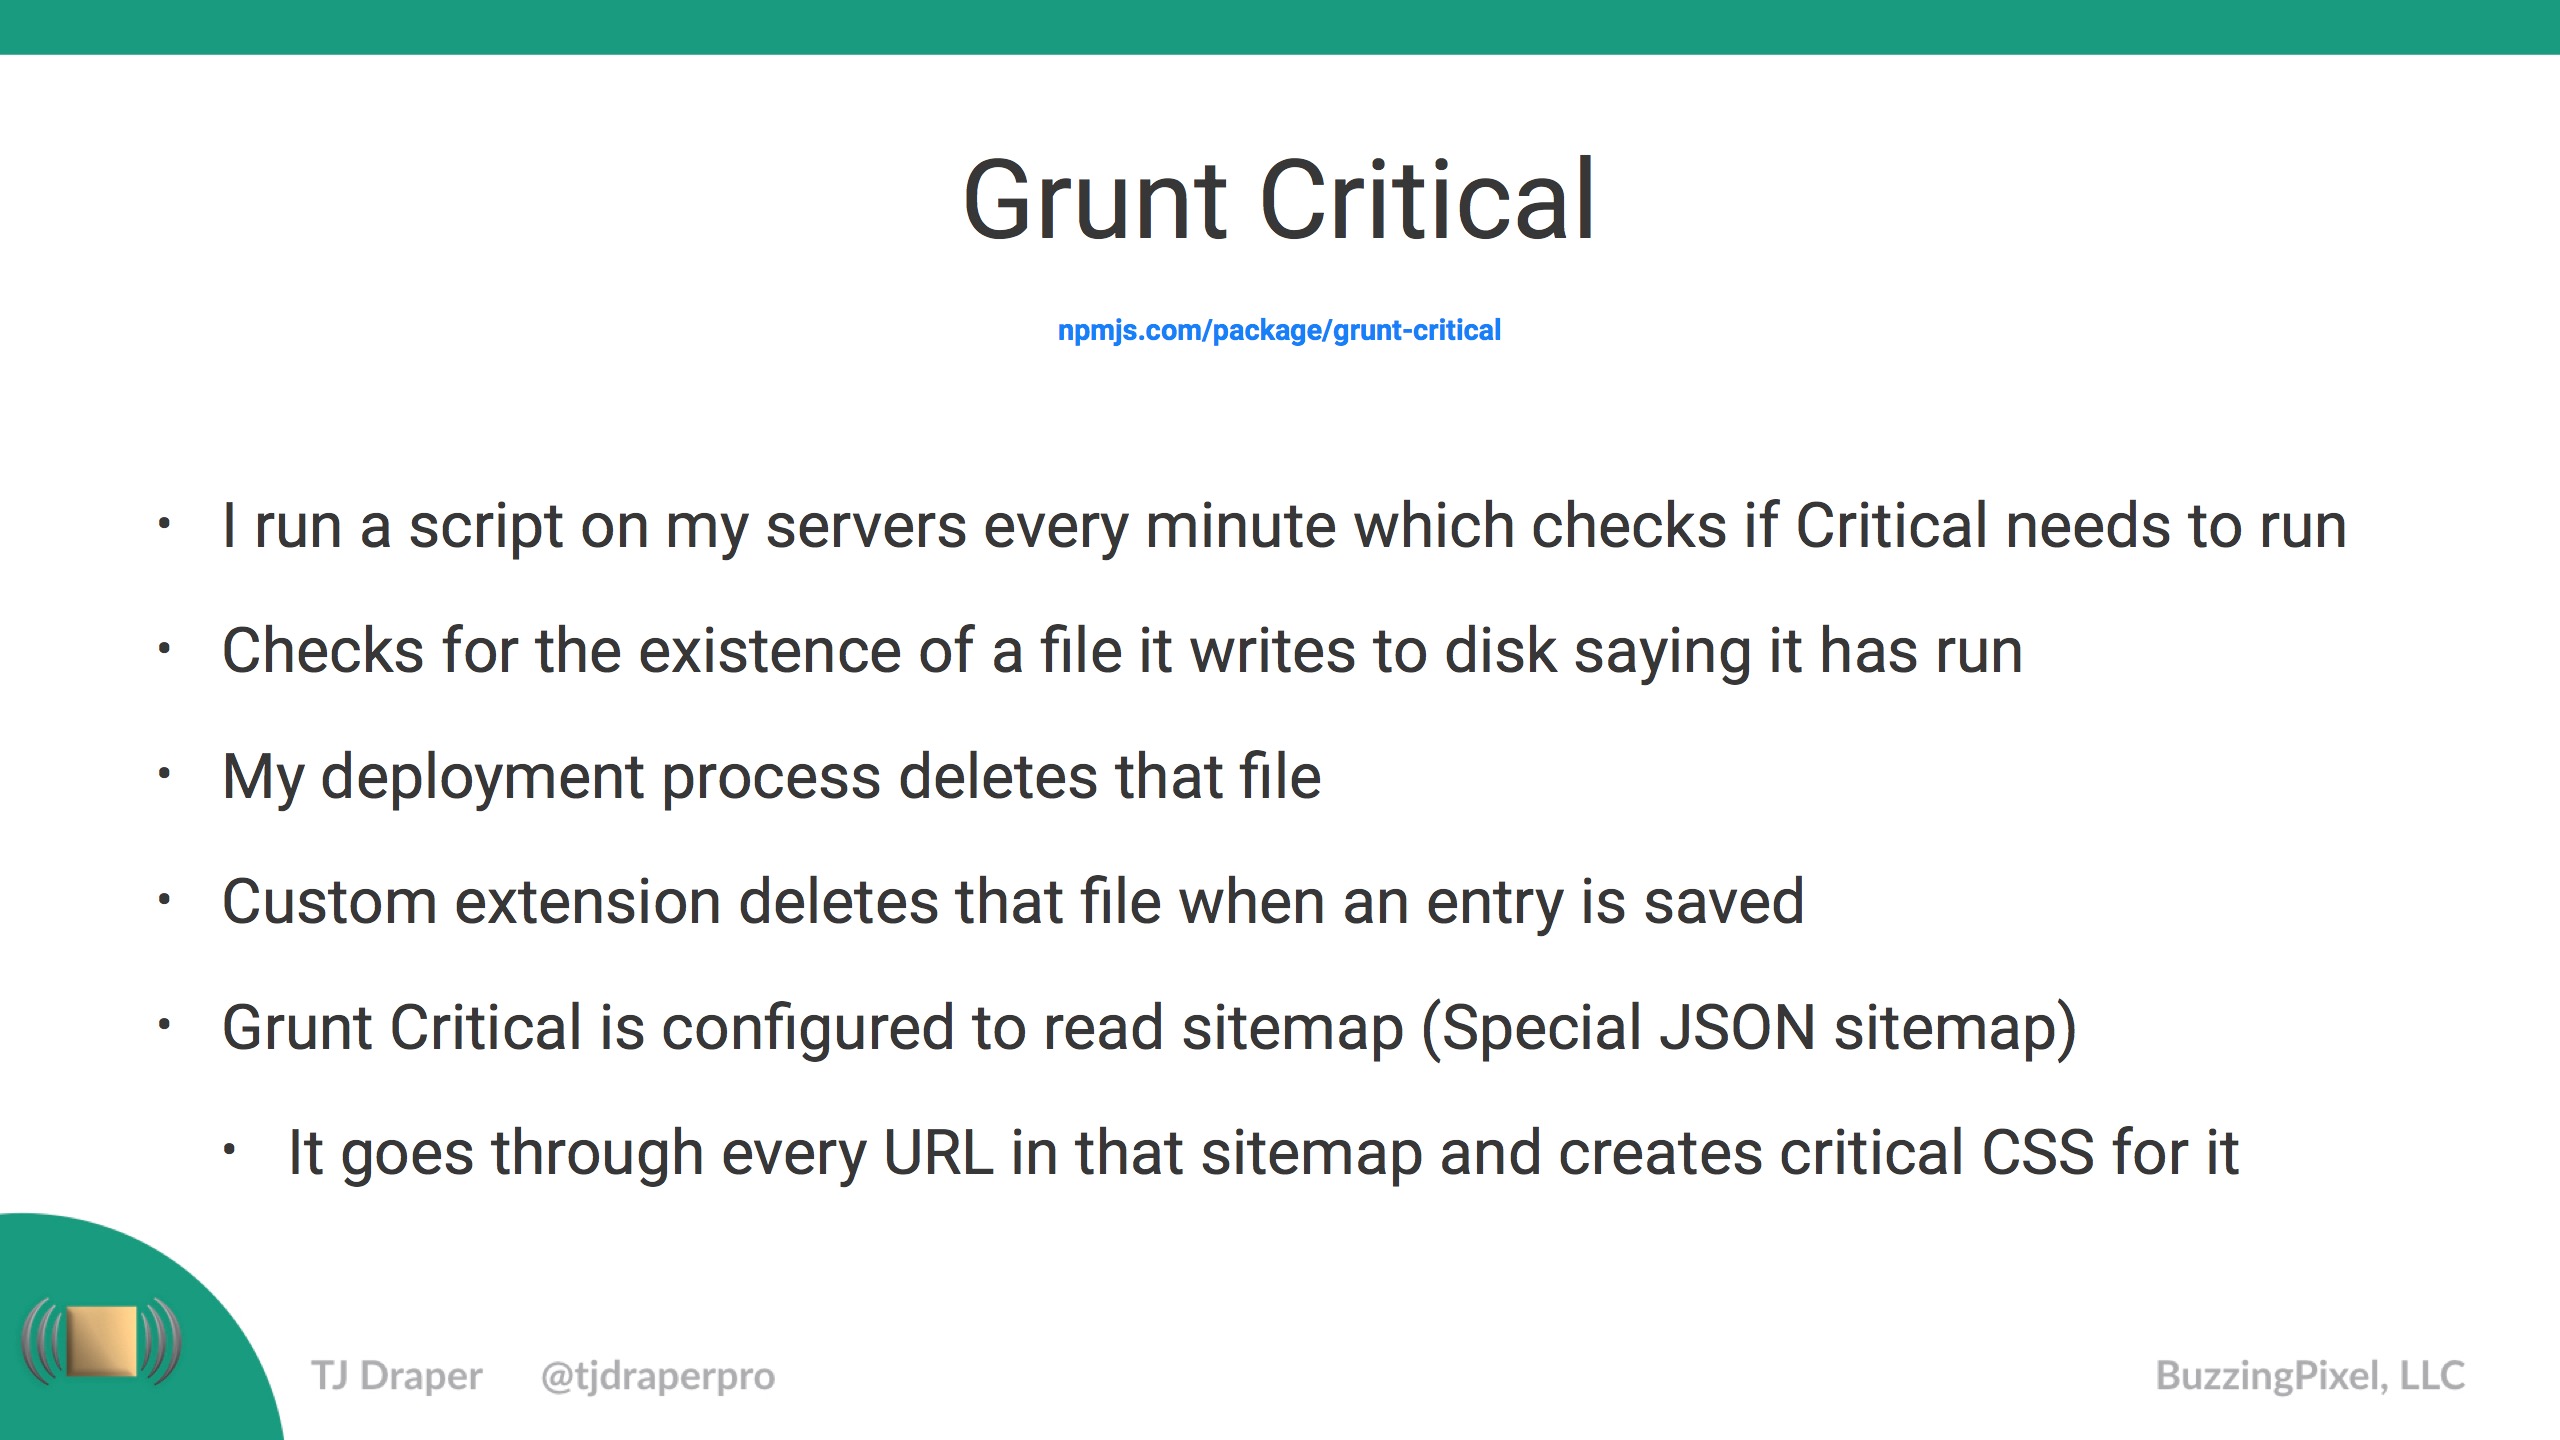 Grunt Critical
npmjs.com/package/grunt-critical
• I run a script on my servers every minute which checks if Critical needs to run
• Checks for the existence of a file it writes to disk saying it has run
• My deployment process deletes that file
• Custom extension deletes that file when an entry is saved
• Grunt Critical is configured to read sitemap (Special JSON sitemap)
• It goes through every URL in that sitemap and creates critical CSS for it
TJ Draper @tjdraperpro BuzzingPixel, LLC